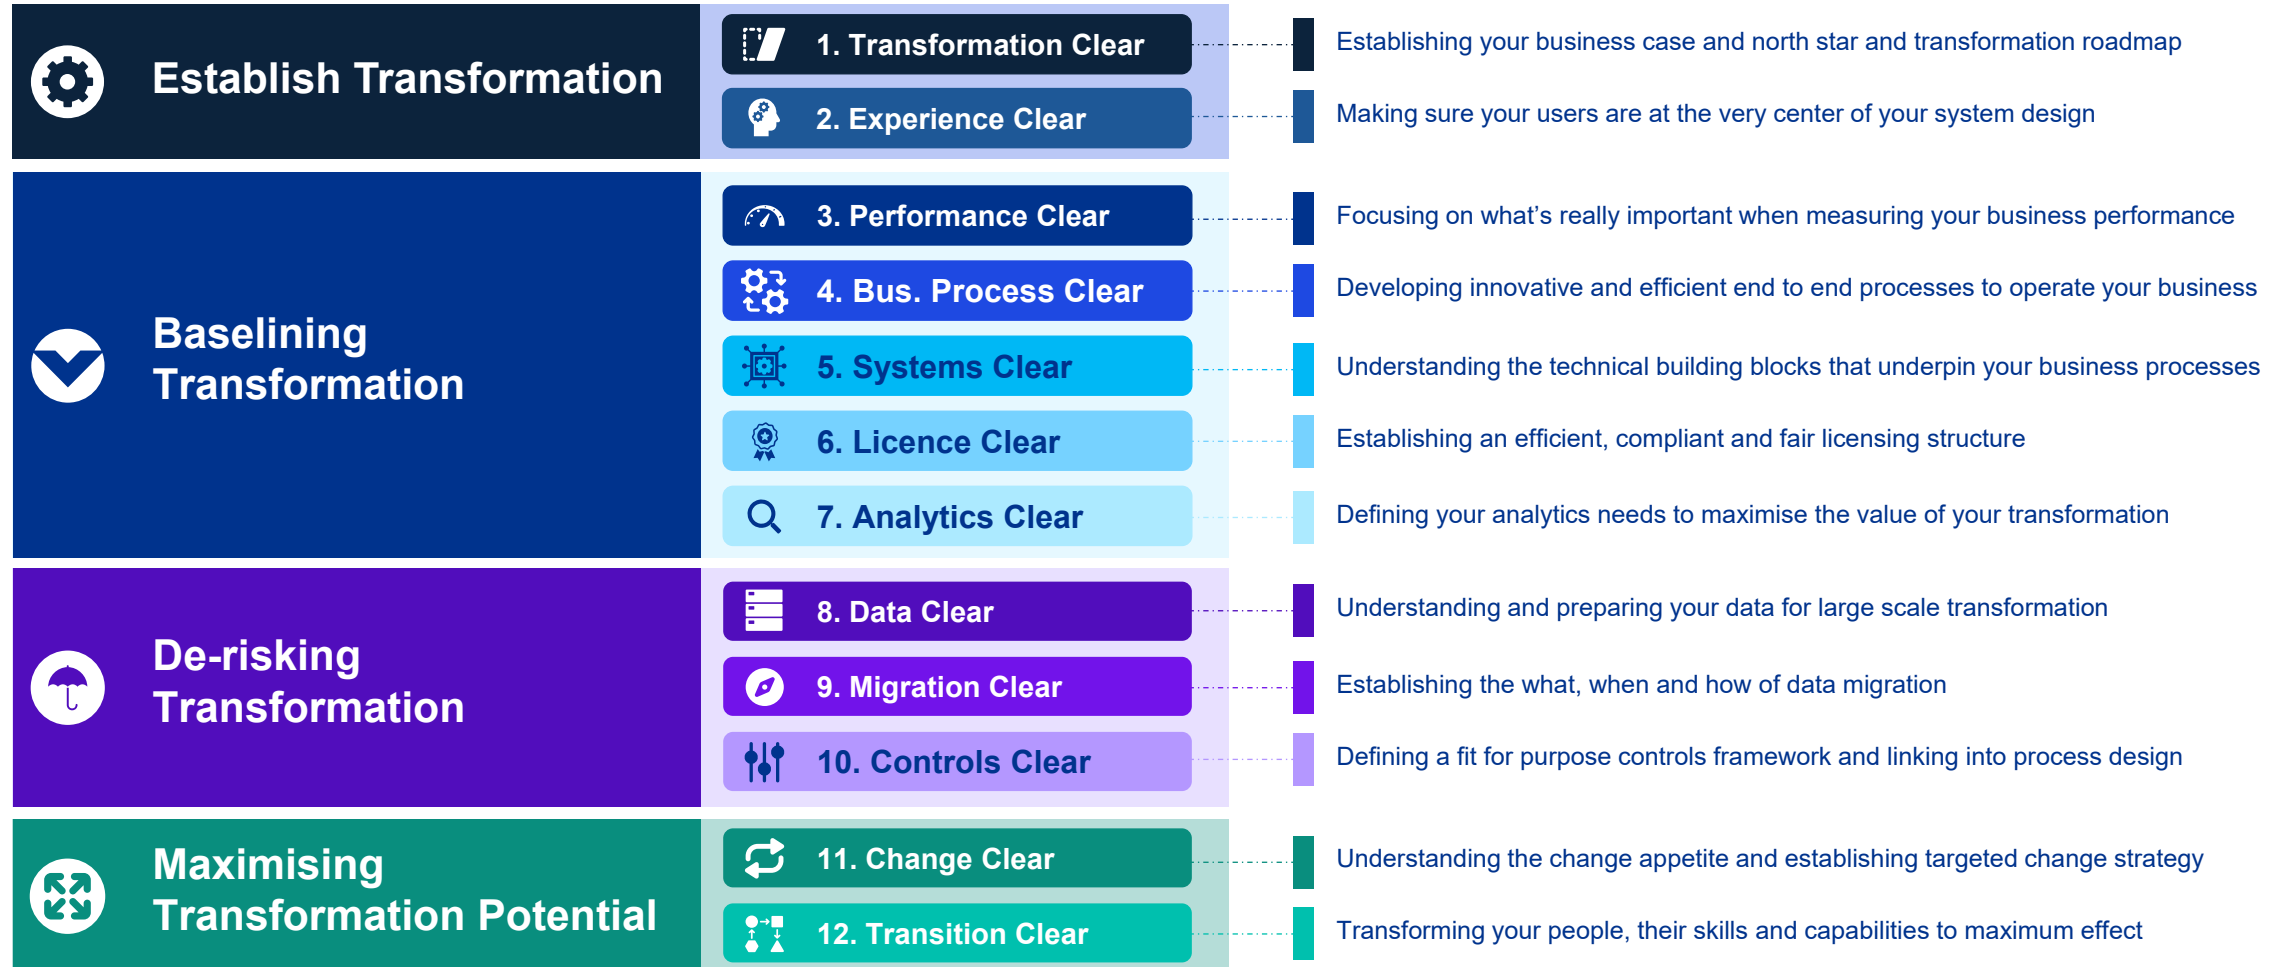 Establish Transformation
1. Transformation Clear
Establishing your business case and north star and transformation roadmap
2. Experience Clear
Making sure your users are at the very center of your system design
Baselining
Transformation
3. Performance Clear
Focusing on what’s really important when measuring your business performance
4. Bus. Process Clear
Developing innovative and efficient end to end processes to operate your business
5. Systems Clear
Understanding the technical building blocks that underpin your business processes
6. Licence Clear
Establishing an efficient, compliant and fair licensing structure
7. Analytics Clear
Defining your analytics needs to maximise the value of your transformation
De-risking
Transformation
8. Data Clear
Understanding and preparing your data for large scale transformation
9. Migration Clear
Establishing the what, when and how of data migration
10. Controls Clear
Defining a fit for purpose controls framework and linking into process design
Maximising
Transformation Potential
11. Change Clear
Understanding the change appetite and establishing targeted change strategy
12. Transition Clear
Transforming your people, their skills and capabilities to maximum effect